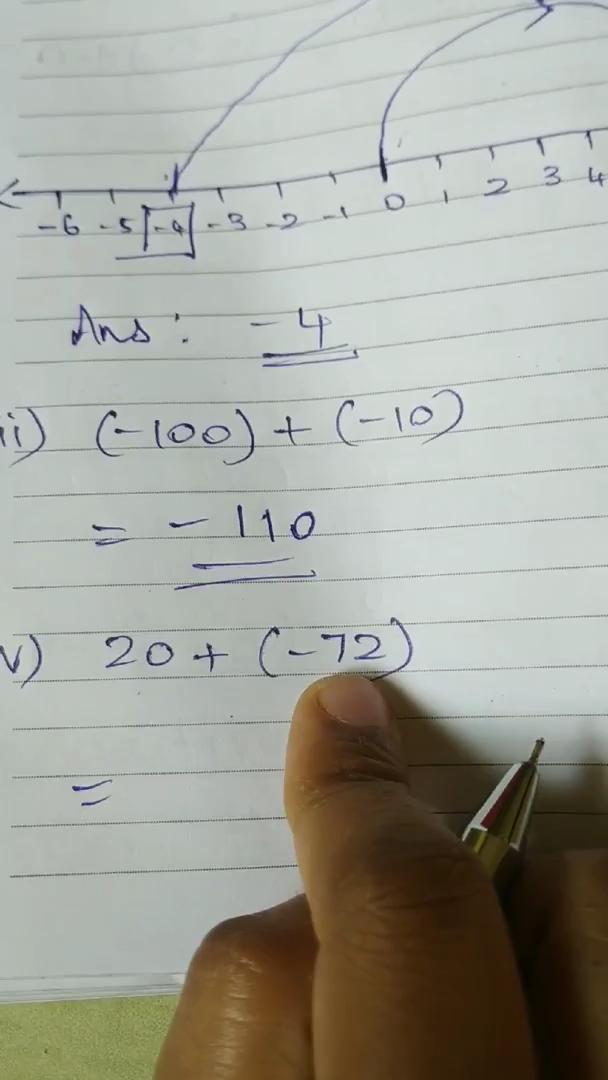 -6 -5 -4 -3 -2 -1 0 1 2 3 4
Ans: -4
ii) (-100) + (-10)
= -110
v) 20 + (-72)
=